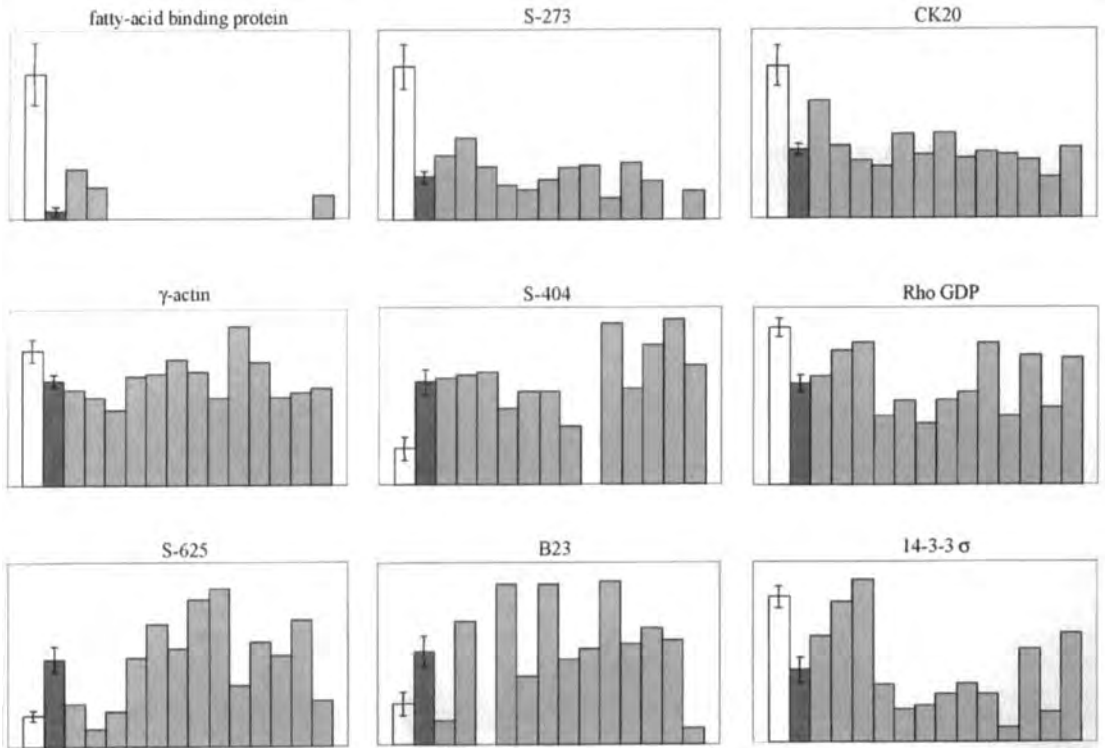 fatty-acid binding protein
S-273
CK20
γ-actin
S-404
Rho GDP
S-625
B23
14-3-3 σ